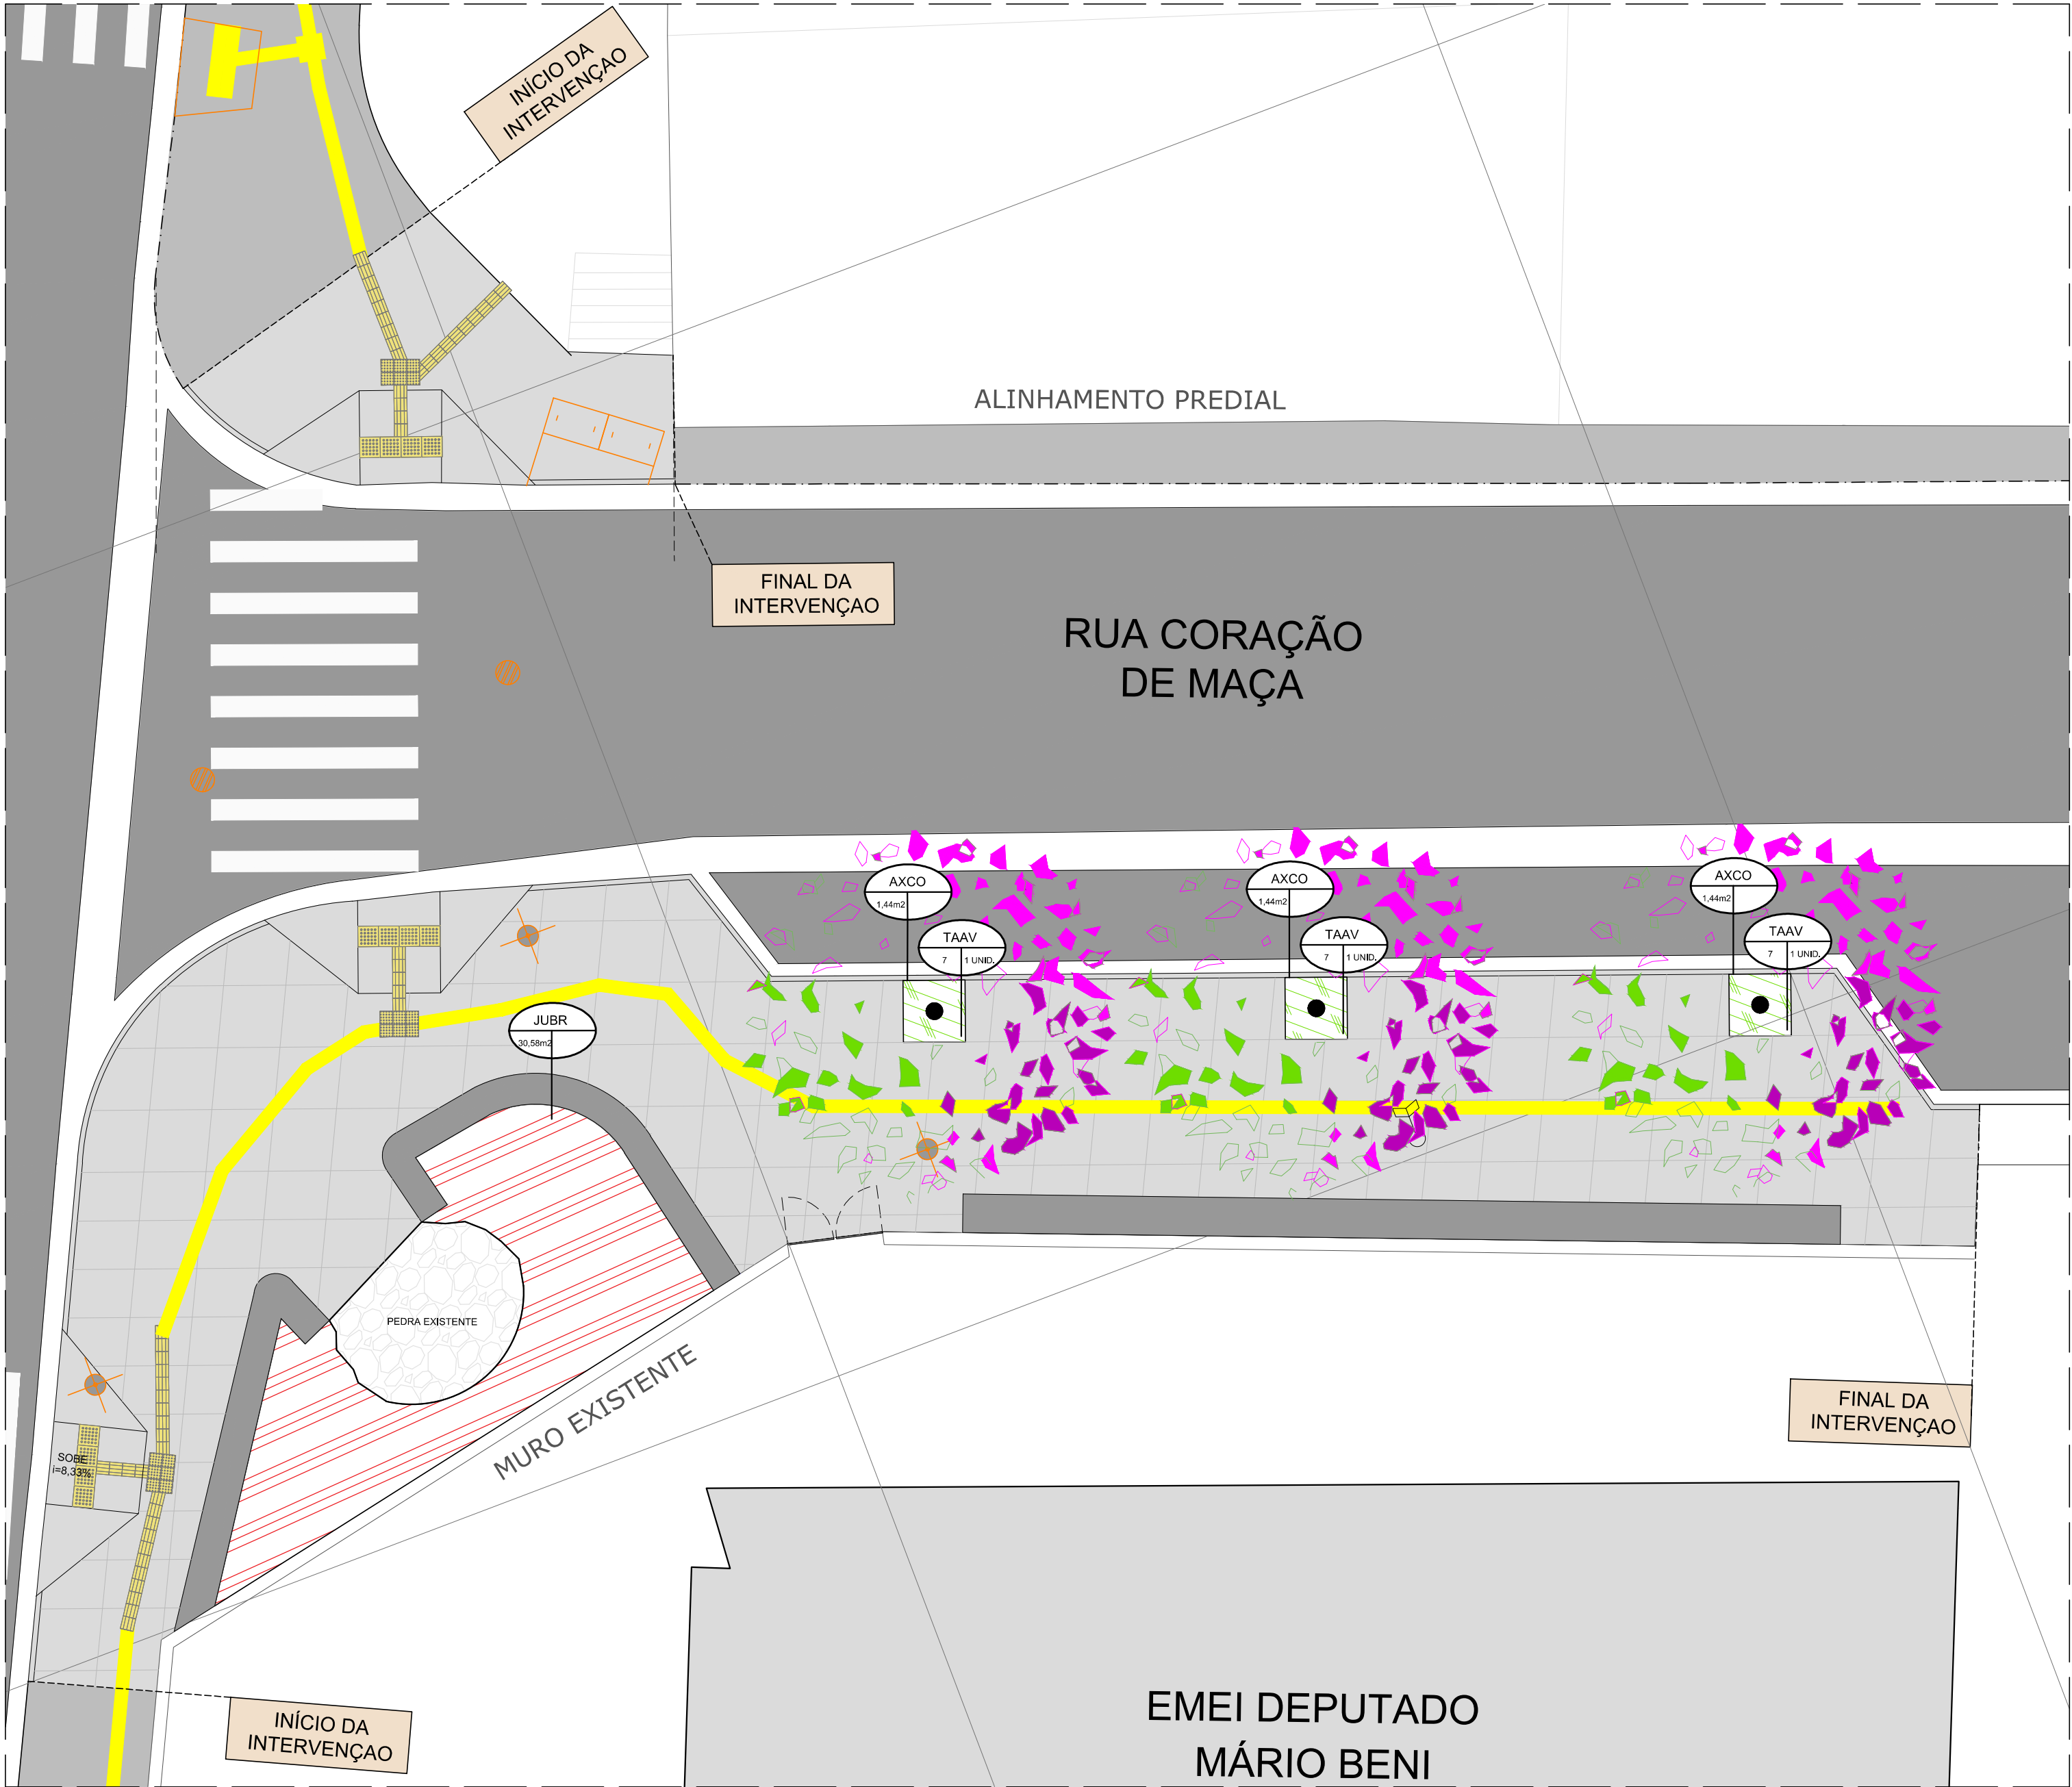 INÍCIO DA
INTERVENÇAO
ALINHAMENTO PREDIAL
FINAL DA
INTERVENÇAO
RUA CORAÇÃO
DE MAÇA
AXCO
1,44m2
TAAV
7 1 UNID.
AXCO
1,44m2
TAAV
7 1 UNID.
AXCO
1,44m2
TAAV
7 1 UNID.
JUBR
30,58m2
PEDRA EXISTENTE
MURO EXISTENTE
SOBE
i=8,33%
FINAL DA
INTERVENÇAO
INÍCIO DA
INTERVENÇAO
EMEI DEPUTADO
MÁRIO BENI